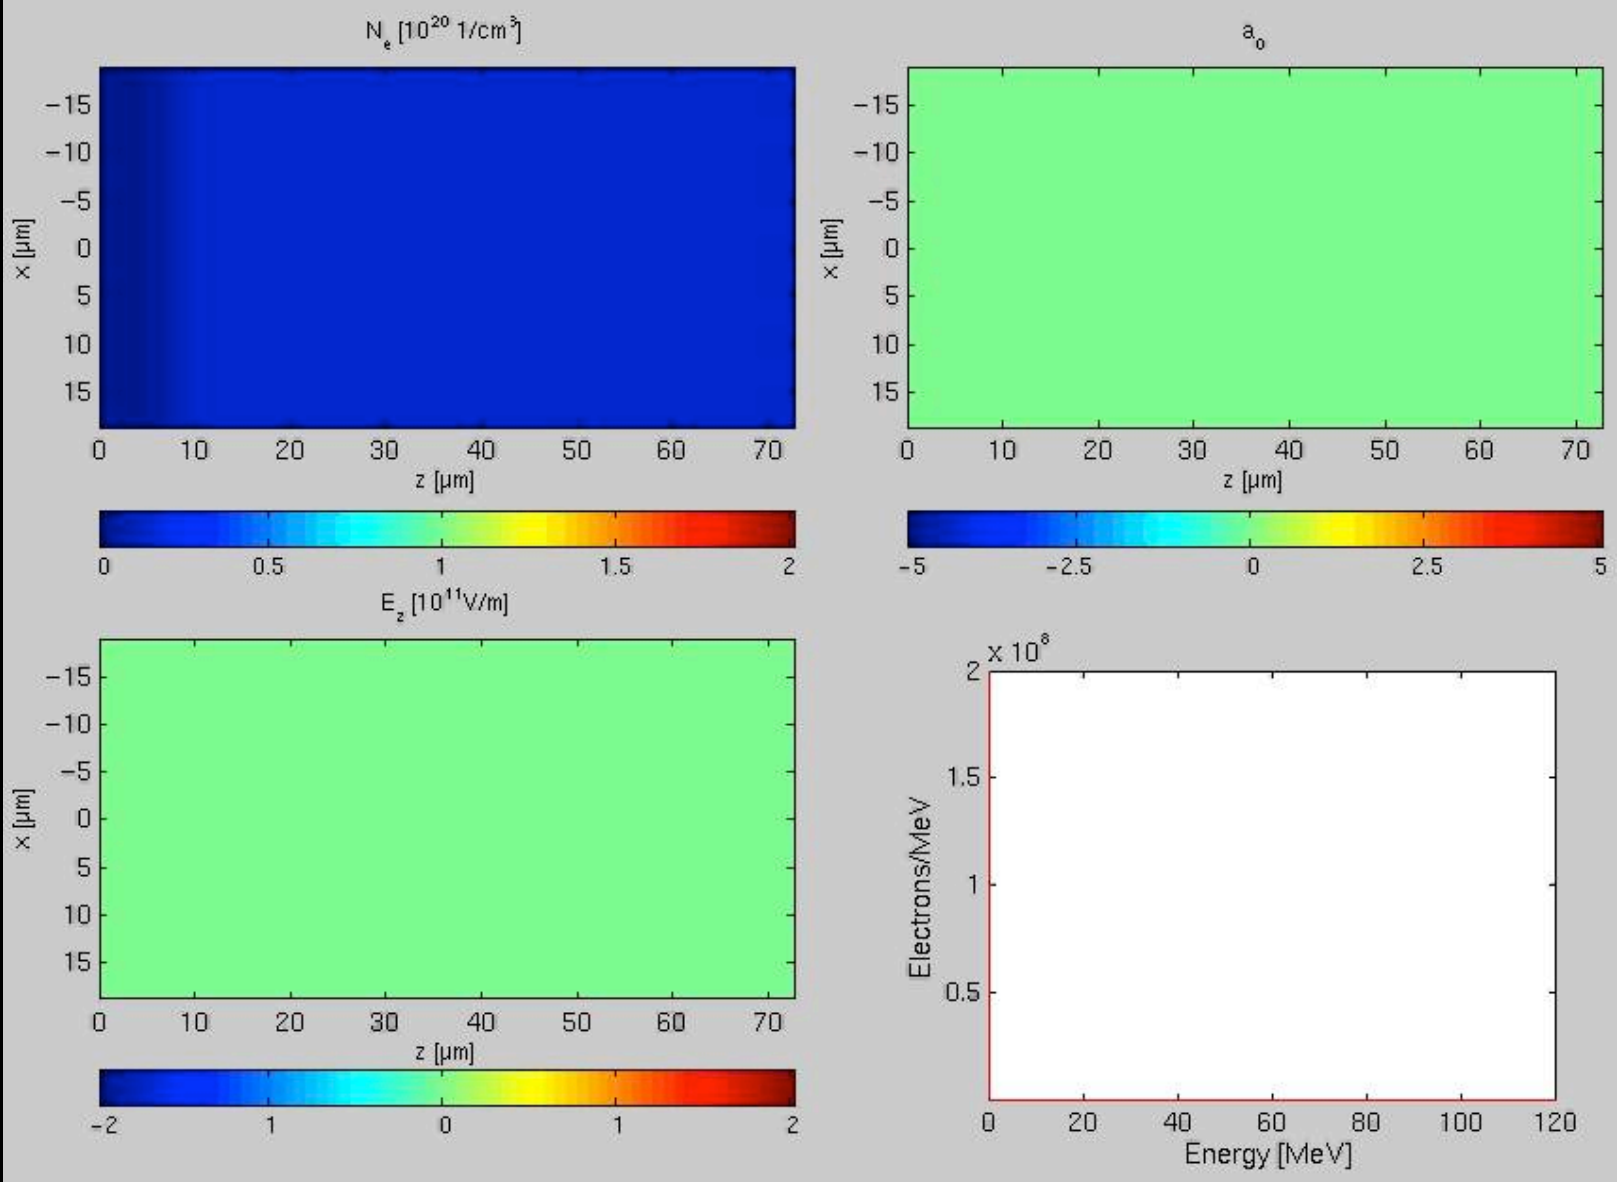 N_e [10^20 1/cm^3]
−15
−10
−5
0
5
10
15
x [µm]
0 10 20 30 40 50 60 70
z [µm]
0 0.5 1 1.5 2
a_o
−15
−10
−5
0
5
10
15
x [µm]
0 10 20 30 40 50 60 70
z [µm]
−5 −2.5 0 2.5 5
E_z [10^11V/m]
−15
−10
−5
0
5
10
15
x [µm]
0 10 20 30 40 50 60 70
z [µm]
−2 1 0 1 2
x 10^8
2
1.5
1
0.5
Electrons/MeV
0 20 40 60 80 100 120
Energy [MeV]